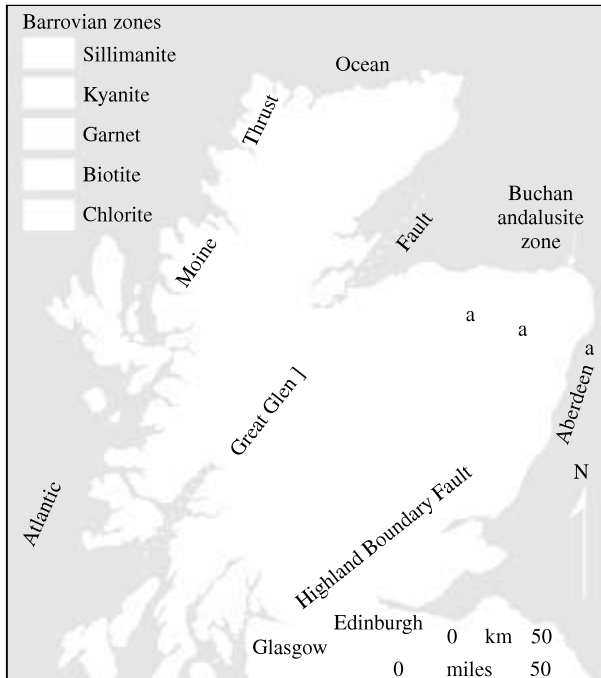 Barrovian zones
Sillimanite
Kyanite
Garnet
Biotite
Chlorite
Ocean
Thrust
Moine
Fault
Buchan
andalusite
zone
a
a
a
Great Glen ]
Aberdeen
N
Atlantic
Highland Boundary Fault
Edinburgh
Glasgow
0 km 50
0 miles 50